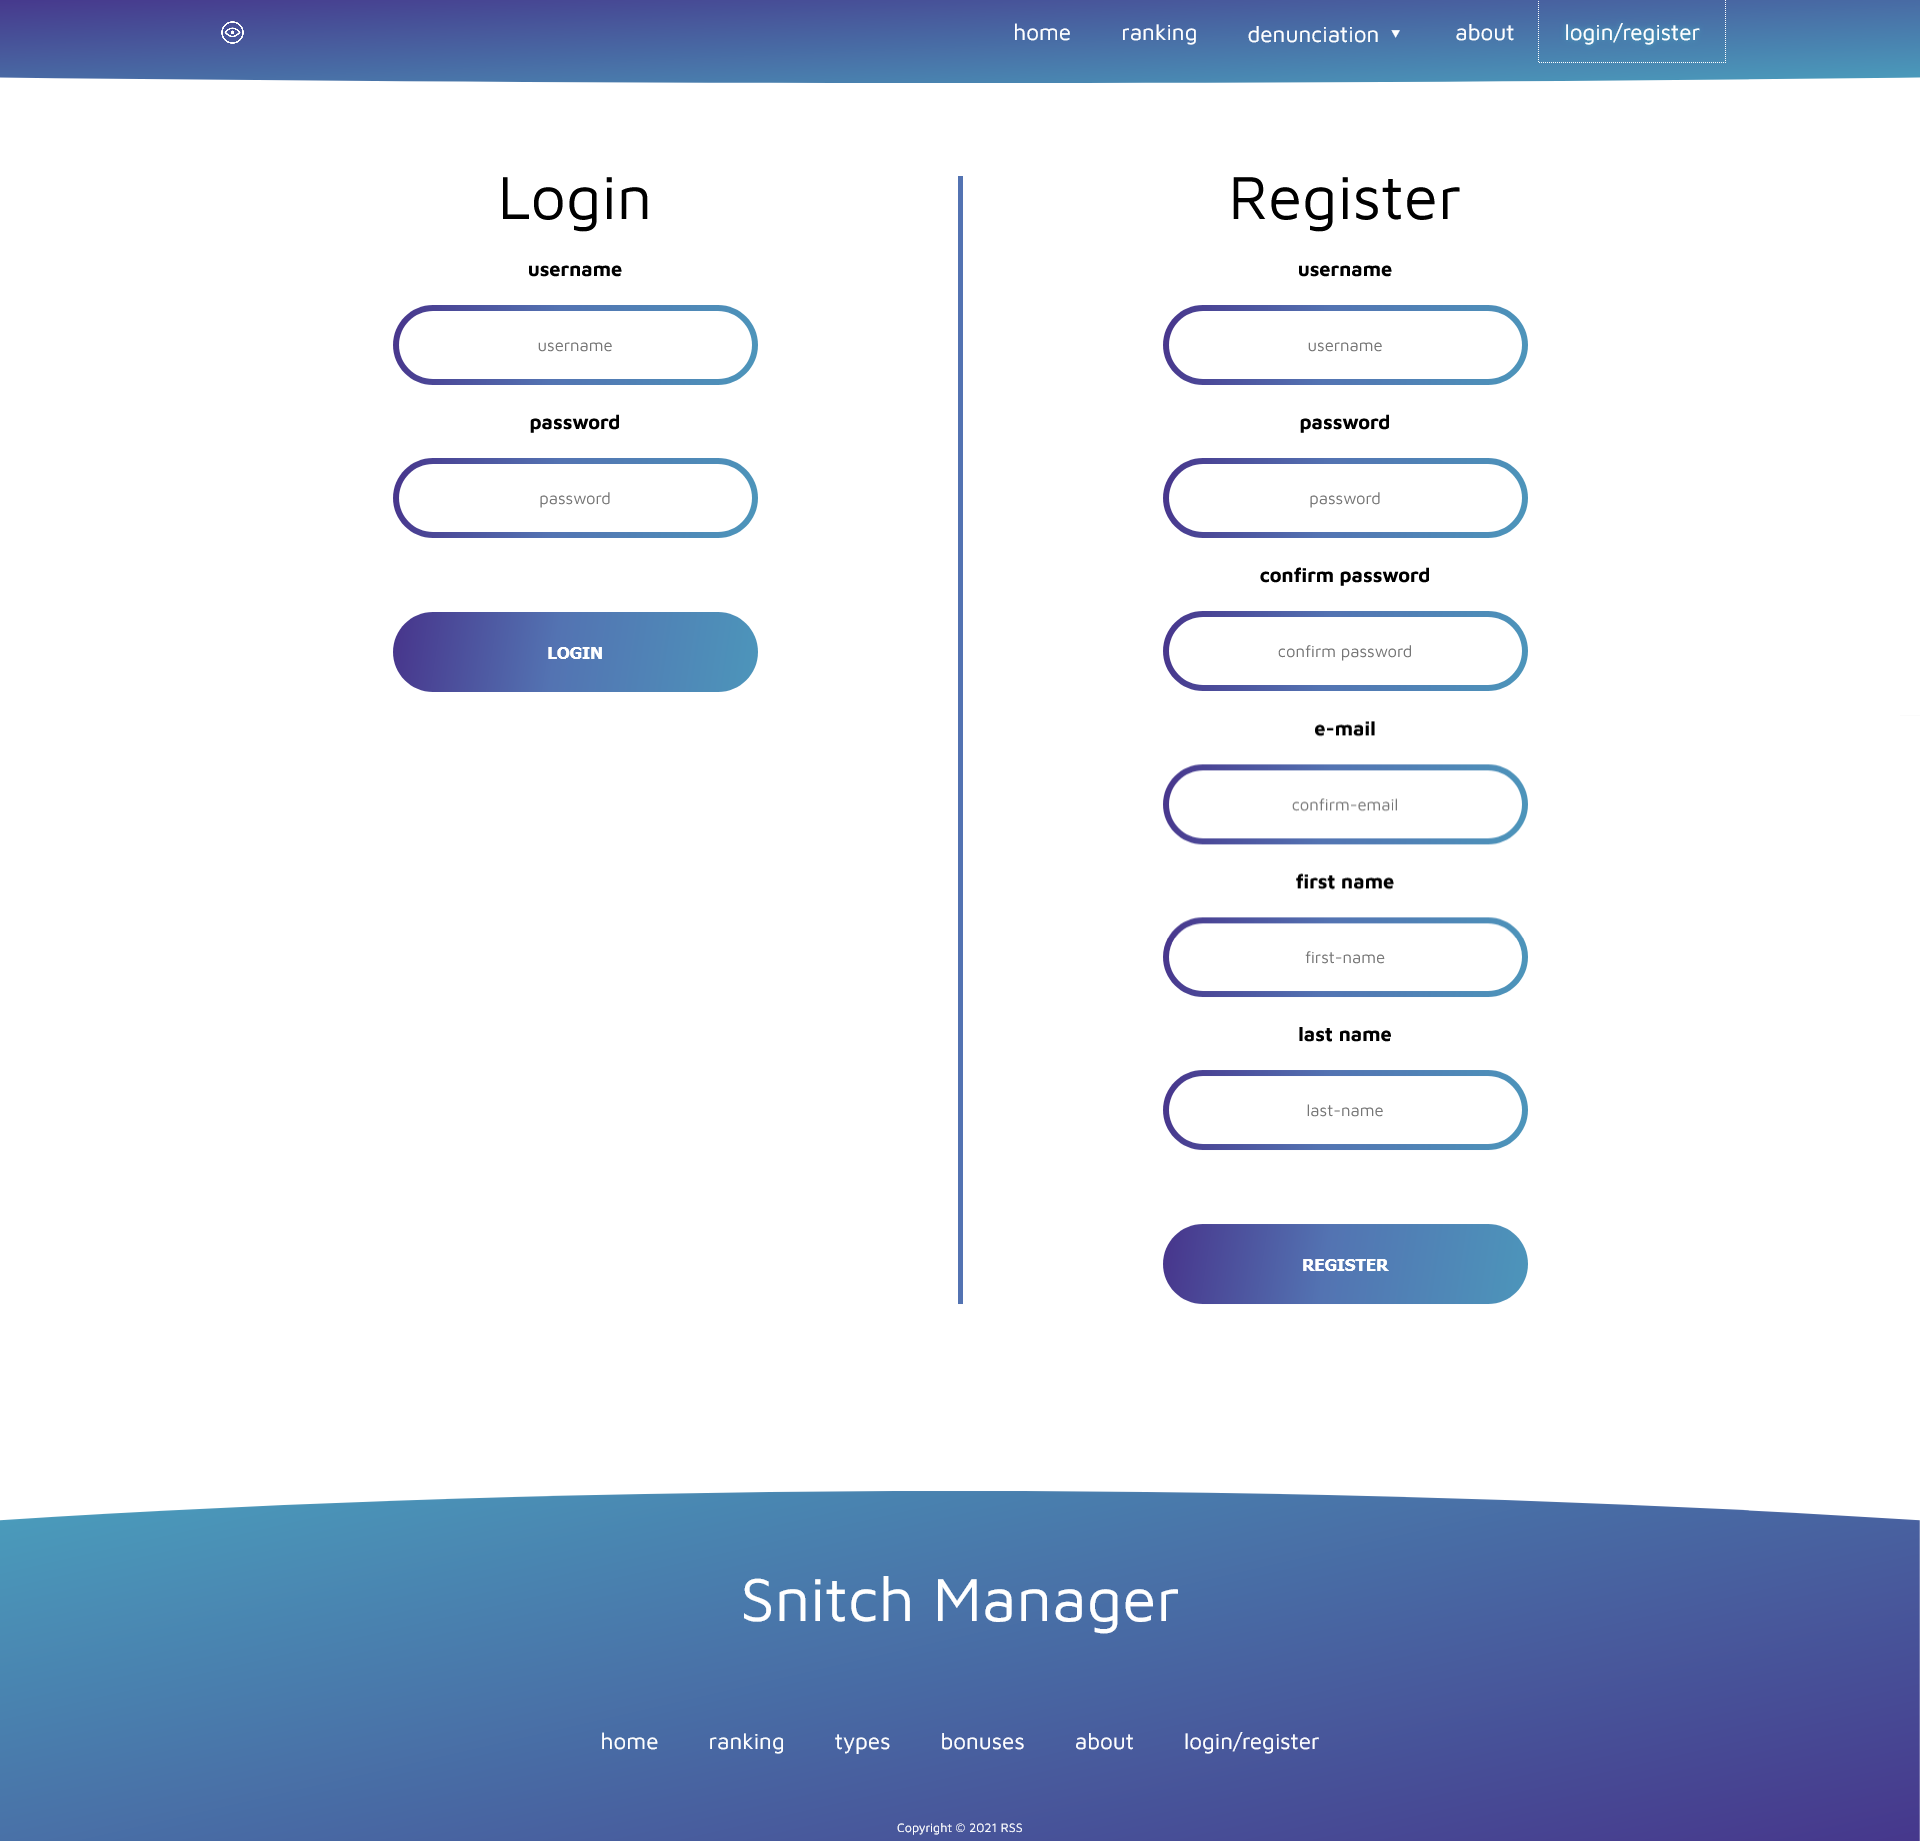 home ranking denunciation ▼ about login/register
Login
username
username
password
password
LOGIN
Register
username
username
password
password
confirm password
confirm password
e-mail
confirm-email
first name
first-name
last name
last-name
REGISTER
Snitch Manager
home ranking types bonuses about login/register
Copyright © 2021 RSS